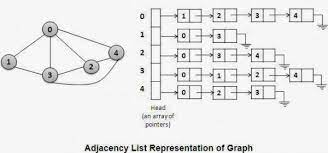 0
4
1
2
3
0 1 2 3 4
1 0 3
2 0 3 4
3 0 1 2 4
4 0 2 3
Head
(an array of
pointers)
Adjacency List Representation of Graph